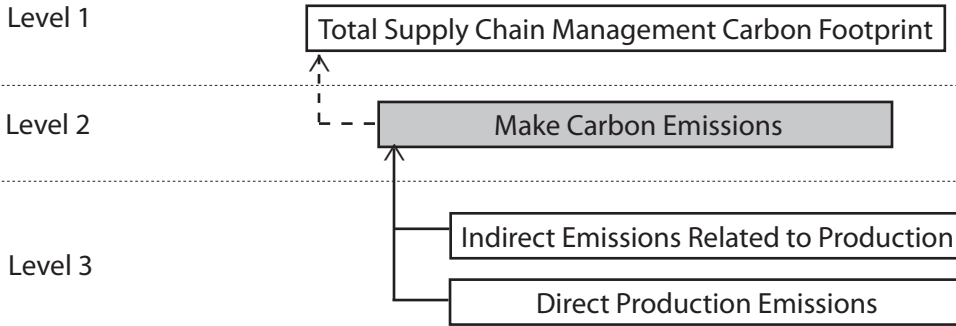 Level 1
Total Supply Chain Management Carbon Footprint
Level 2
Make Carbon Emissions
Indirect Emissions Related to Production
Level 3
Direct Production Emissions